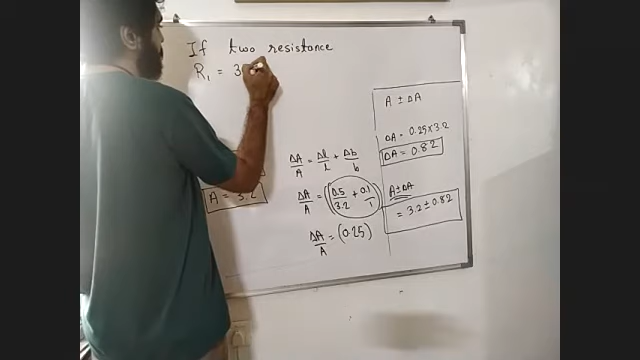 If two resistance
R₁ = 3
A = 3.2
ΔA/A = Δl/l + Δb/b
ΔA/A = (0.5/3.2 + 0.1/1)
ΔA/A = (0.25)
A ± ΔA
ΔA = 0.25 × 3.2
ΔA = 0.82
A ± ΔA
= 3.2 ± 0.82